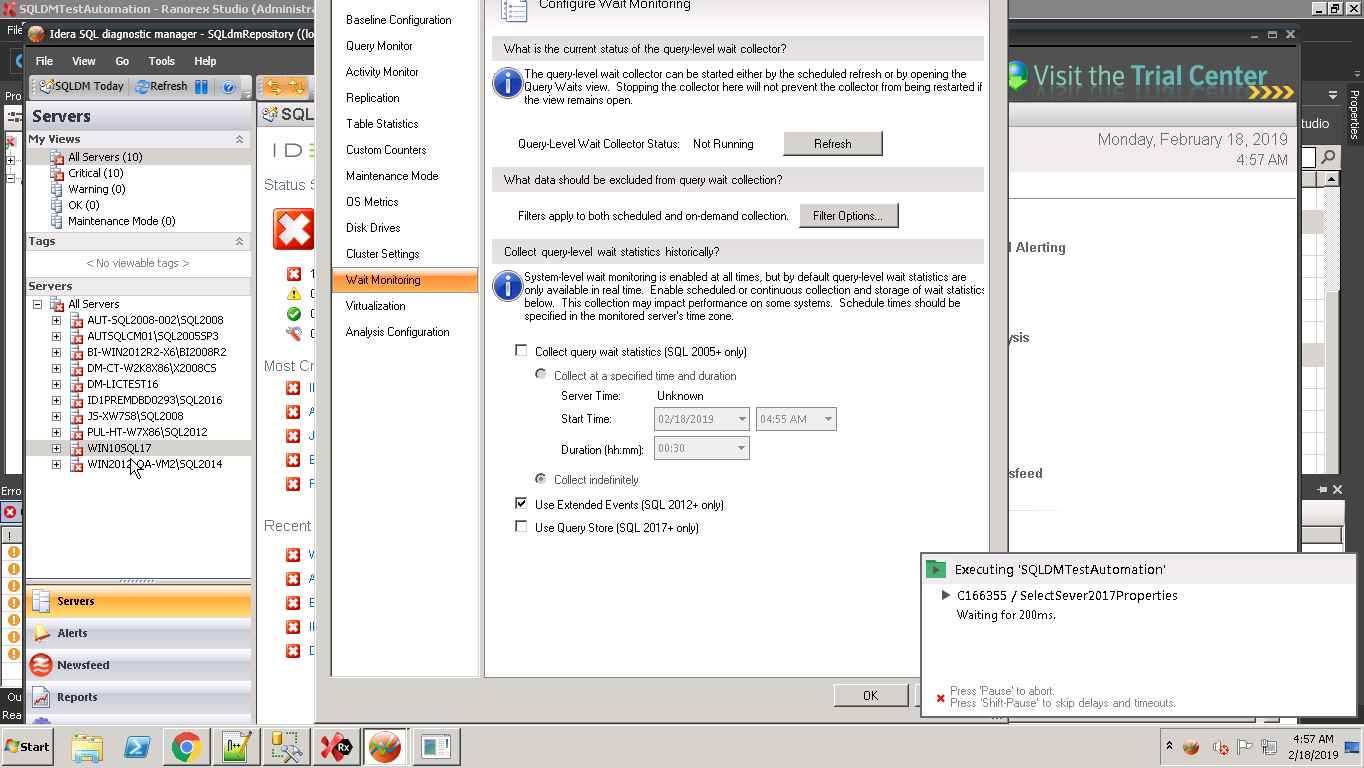 SQLDMTestAutomation - Ranorex Studio (Administra
File
Idera SQL diagnostic manager - SQLdmRepository ((lo
File View Go Tools Help
SQLDM Today Refresh
Pro
Servers
My Views
All Servers (10)
Critical (10)
Warning (0)
OK (0)
Maintenance Mode (0)
Tags
< No viewable tags >
Servers
All Servers
AUT-SQL2008-002\SQL2008
AUTSQLCM01\SQL2005SP3
BI-WIN2012R2-X6\BI2008R2
DM-CT-W2K8X86\X2008CS
DM-LICTEST16
ID1PREMDBD0293\SQL2016
JS-XW7S8\SQL2008
PUL-HT-W7X86\SQL2012
WIN10SQL17
WIN2012-QA-VM2\SQL2014
Servers
Alerts
Newsfeed
Reports
Erro
!
Ou
Rea
SQL
IDE
Status S
1
Most Cr
Recent
Baseline Configuration
Query Monitor
Activity Monitor
Replication
Table Statistics
Custom Counters
Maintenance Mode
OS Metrics
Disk Drives
Cluster Settings
Wait Monitoring
Virtualization
Analysis Configuration
Configure Wait Monitoring
What is the current status of the query-level wait collector?
The query-level wait collector can be started either by the scheduled refresh or by opening the
Query Waits view. Stopping the collector here will not prevent the collector from being restarted if
the view remains open.
Query-Level Wait Collector Status: Not Running Refresh
What data should be excluded from query wait collection?
Filters apply to both scheduled and on-demand collection. Filter Options...
Collect query-level wait statistics historically?
System-level wait monitoring is enabled at all times, but by default query-level wait statistics are
only available in real time. Enable scheduled or continuous collection and storage of wait statistics
below. This collection may impact performance on some systems. Schedule times should be
specified in the monitored server's time zone.
Collect query wait statistics (SQL 2005+ only)
Collect at a specified time and duration
Server Time: Unknown
Start Time: 02/18/2019 04:55 AM
Duration (hh:mm): 00:30
Collect indefinitely
Use Extended Events (SQL 2012+ only)
Use Query Store (SQL 2017+ only)
OK
Visit the Trial Center
Monday, February 18, 2019
4:57 AM
Alerting
ysis
sfeed
tudio
Properties
Executing 'SQLDMTestAutomation'
C166355 / SelectSever2017Properties
Waiting for 200ms.
Press 'Pause' to abort.
Press 'Shift-Pause' to skip delays and timeouts.
Start
4:57 AM
2/18/2019